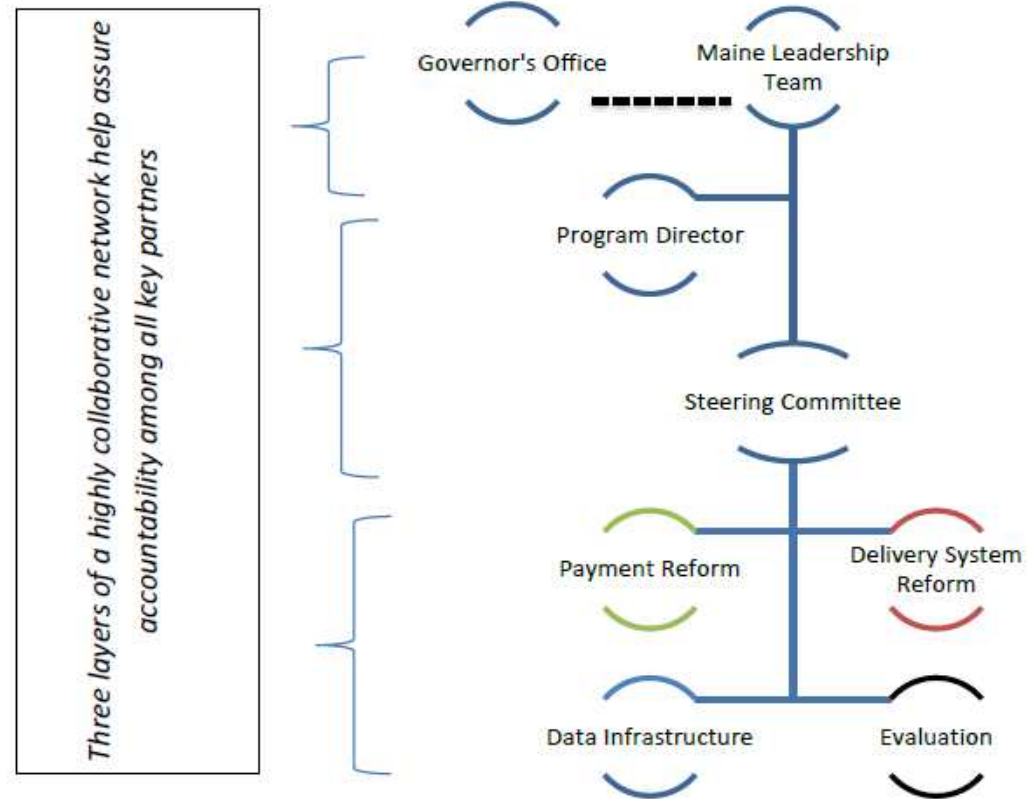 Three layers of a highly collaborative network help assure
accountability among all key partners
Governor's Office
Maine Leadership
Team
Program Director
Steering Committee
Payment Reform
Delivery System
Reform
Data Infrastructure
Evaluation